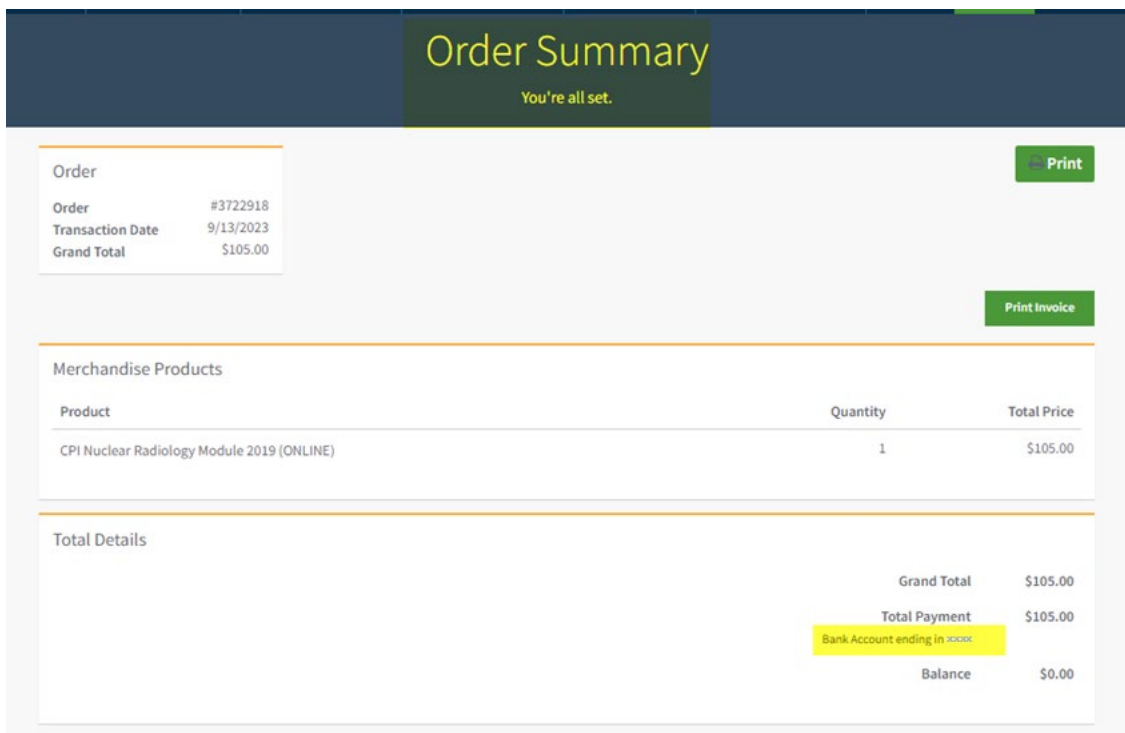 Order Summary
You're all set.
Print
Order
Order #3722918
Transaction Date 9/13/2023
Grand Total $105.00
Print Invoice
Merchandise Products
Product Quantity Total Price
CPI Nuclear Radiology Module 2019 (ONLINE) 1 $105.00
Total Details
Grand Total $105.00
Total Payment $105.00
Bank Account ending in xxxx
Balance $0.00